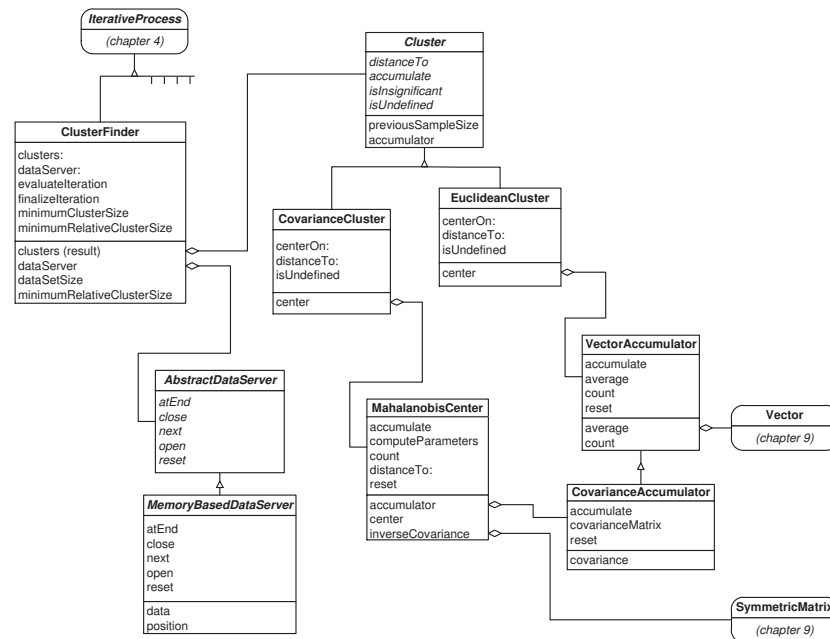 IterativeProcess
(chapter 4)
Cluster
distanceTo
accumulate
isInsignificant
isUndefined
previousSampleSize
accumulator
ClusterFinder
clusters:
dataServer:
evaluateIteration
finalizeIteration
minimumClusterSize
minimumRelativeClusterSize
clusters (result)
dataServer
dataSetSize
minimumRelativeClusterSize
CovarianceCluster
centerOn:
distanceTo:
isUndefined
center
EuclideanCluster
centerOn:
distanceTo:
isUndefined
center
VectorAccumulator
accumulate
average
count
reset
average
count
Vector
(chapter 9)
AbstractDataServer
atEnd
close
next
open
reset
MahalanobisCenter
accumulate
computeParameters
count
distanceTo:
reset
accumulator
center
inverseCovariance
CovarianceAccumulator
accumulate
covarianceMatrix
reset
covariance
MemoryBasedDataServer
atEnd
close
next
open
reset
data
position
SymmetricMatrix
(chapter 9)